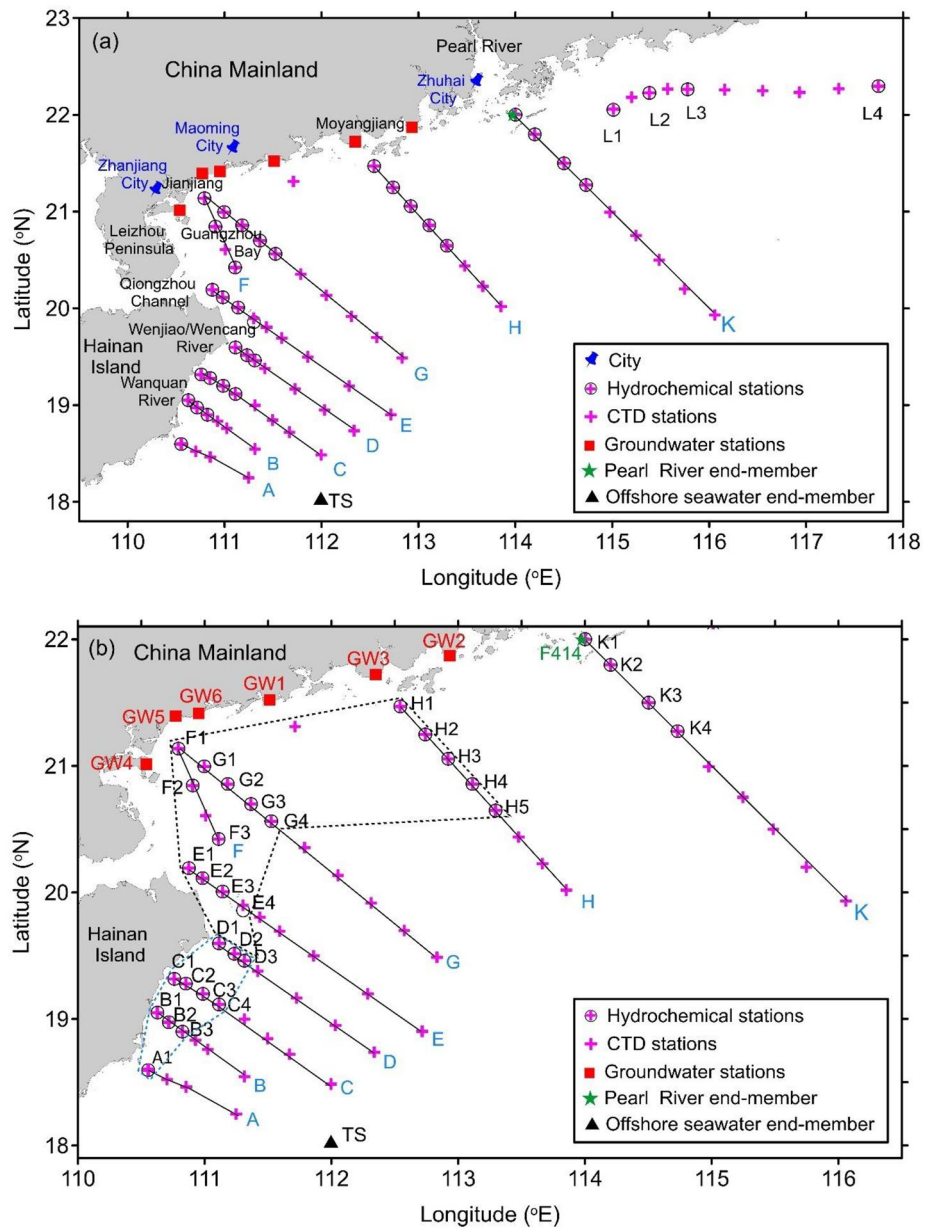 (a)
Pearl River
China Mainland
Zhuhai
City
Maoming
City
Moyangjiang
Zhanjiang
City
Jianjiang
Leizhou
Peninsula
Guangzhou
Bay
Qiongzhou
Channel
Wenjiao/Wencang
River
Hainan
Island
Wanquan
River
L1
L2
L3
L4
F
H
K
G
E
D
C
B
A
TS
City
Hydrochemical stations
CTD stations
Groundwater stations
Pearl River end-member
Offshore seawater end-member
23
22
21
20
19
18
Latitude (°N)
110 111 112 113 114 115 116 117 118
Longitude (°E)
(b)
China Mainland
GW2
GW3
GW1
GW6
GW5
GW4
F414
K1
K2
K3
K4
H1
H2
H3
H4
H5
F1
G1
G2
G3
G4
F2
F3
F
E1
E2
E3
E4
D1
D2
D3
Hainan
Island
C1
C2
C3
C4
B1
B2
B3
A1
H
K
G
E
D
C
B
A
TS
Hydrochemical stations
CTD stations
Groundwater stations
Pearl River end-member
Offshore seawater end-member
22
21
20
19
18
Latitude (°N)
110 111 112 113 114 115 116
Longitude (°E)